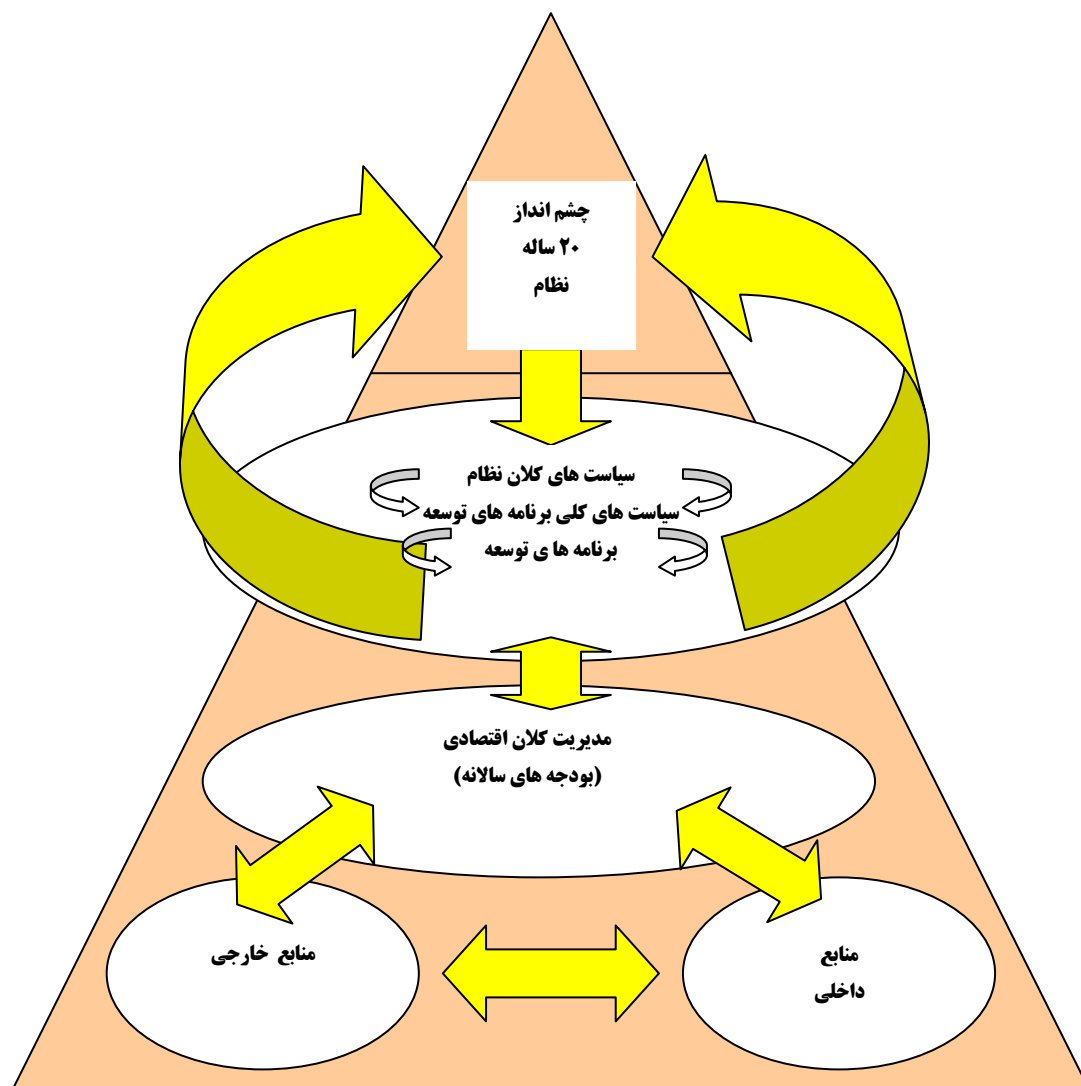 چشم انداز
۲۰ ساله
نظام
سیاست های کلان نظام
سیاست های کلی برنامه های توسعه
برنامه ها ی توسعه
مدیریت کلان اقتصادی
(بودجه های سالانه)
منابع
داخلی
منابع خارجی